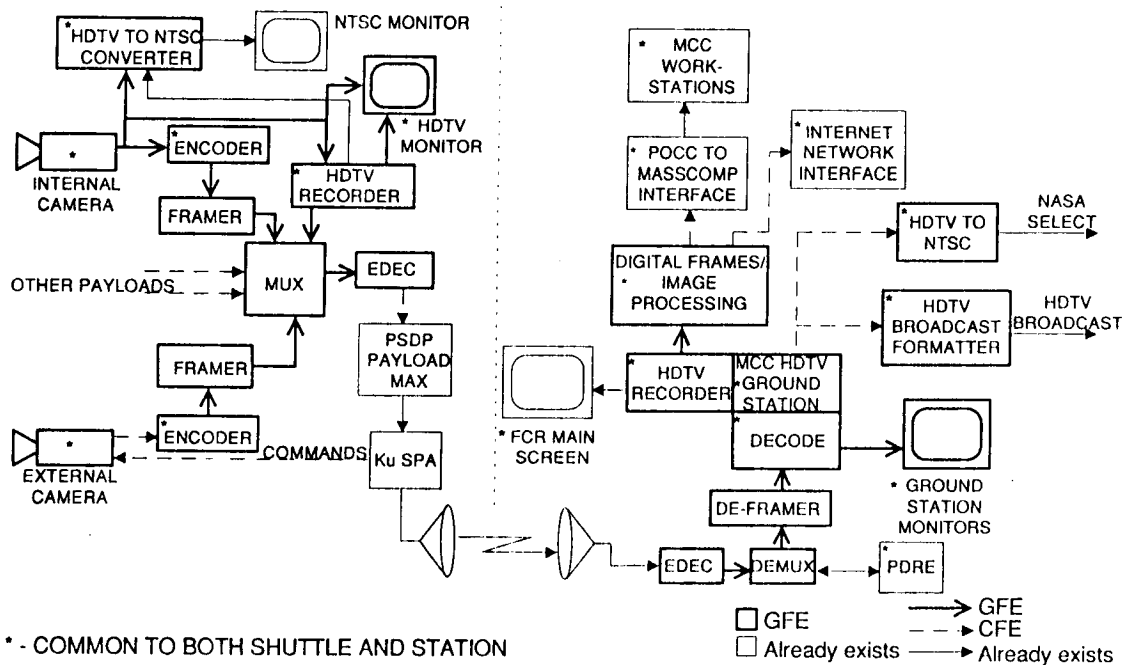 * HDTV TO NTSC
CONVERTER
NTSC MONITOR
* HDTV
MONITOR
*
INTERNAL
CAMERA
* ENCODER
* HDTV
RECORDER
FRAMER
OTHER PAYLOADS
MUX
EDEC
PSDP
PAYLOAD
MAX
FRAMER
* ENCODER
*
EXTERNAL
CAMERA
COMMANDS
Ku SPA
* MCC
WORK-
STATIONS
* POCC TO
MASSCOMP
INTERFACE
* INTERNET
NETWORK
INTERFACE
* HDTV TO
NTSC
NASA
SELECT
DIGITAL FRAMES/
* IMAGE
PROCESSING
* HDTV
BROADCAST
FORMATTER
HDTV
BROADCAST
* HDTV
RECORDER
MCC HDTV
* GROUND
STATION
* DECODE
* FCR MAIN
SCREEN
* GROUND
STATION
MONITORS
DE-FRAMER
EDEC
DEMUX
* PDRE
GFE
Already exists
GFE
CFE
Already exists
* - COMMON TO BOTH SHUTTLE AND STATION